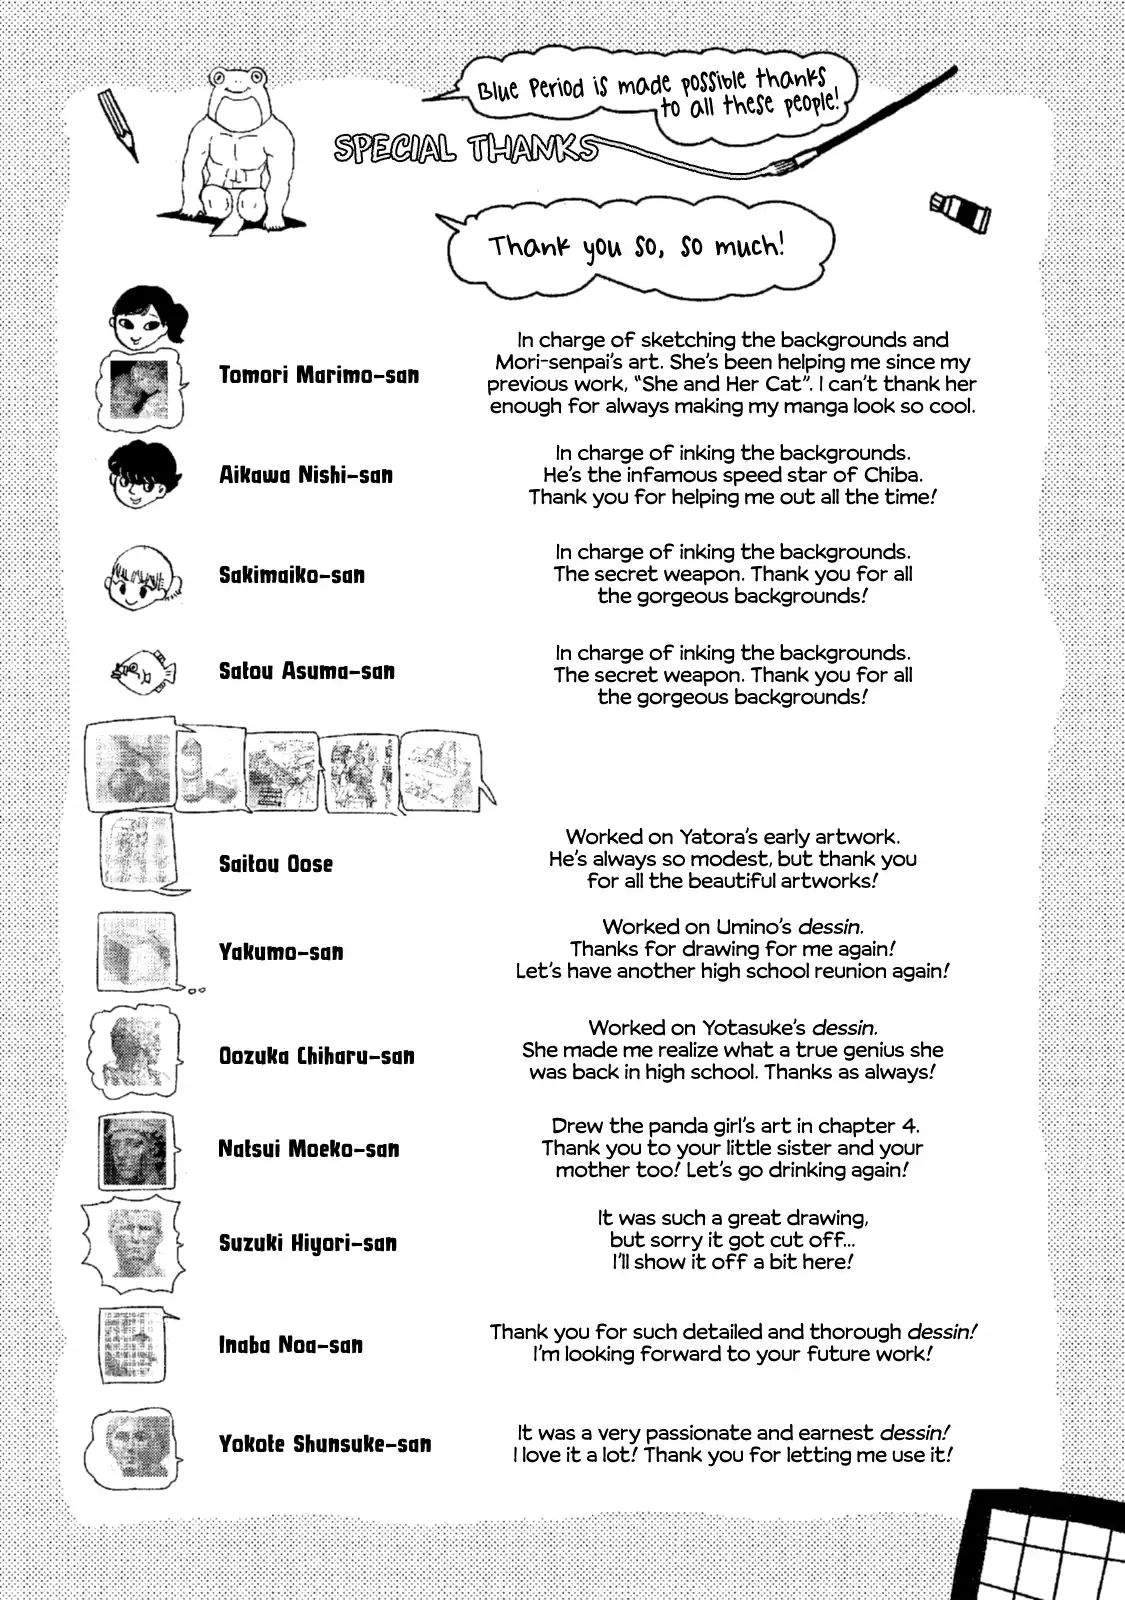 Blue Period is made possible thanks
to all these people!
SPECIAL THANKS
Thank you so, so much!
Tomori Marimo-san
In charge of sketching the backgrounds and
Mori-senpai's art. She's been helping me since my
previous work, "She and Her Cat". I can't thank her
enough for always making my manga look so cool.
Aikawa Nishi-san
In charge of inking the backgrounds.
He's the infamous speed star of Chiba.
Thank you for helping me out all the time!
Sakimaiko-san
In charge of inking the backgrounds.
The secret weapon. Thank you for all
the gorgeous backgrounds!
Satou Asuma-san
In charge of inking the backgrounds.
The secret weapon. Thank you for all
the gorgeous backgrounds!
Saitou Oose
Worked on Yatora's early artwork.
He's always so modest, but thank you
for all the beautiful artworks!
Yakumo-san
Worked on Umino's dessin.
Thanks for drawing for me again!
Let's have another high school reunion again!
Oozuka Chiharu-san
Worked on Yotasuke's dessin.
She made me realize what a true genius she
was back in high school. Thanks as always!
Natsui Moeko-san
Drew the panda girl's art in chapter 4.
Thank you to your little sister and your
mother too! Let's go drinking again!
Suzuki Hiyori-san
It was such a great drawing,
but sorry it got cut off...
I'll show it off a bit here!
Inaba Noa-san
Thank you for such detailed and thorough dessin!
I'm looking forward to your future work!
Yokote Shunsuke-san
It was a very passionate and earnest dessin!
I love it a lot! Thank you for letting me use it!